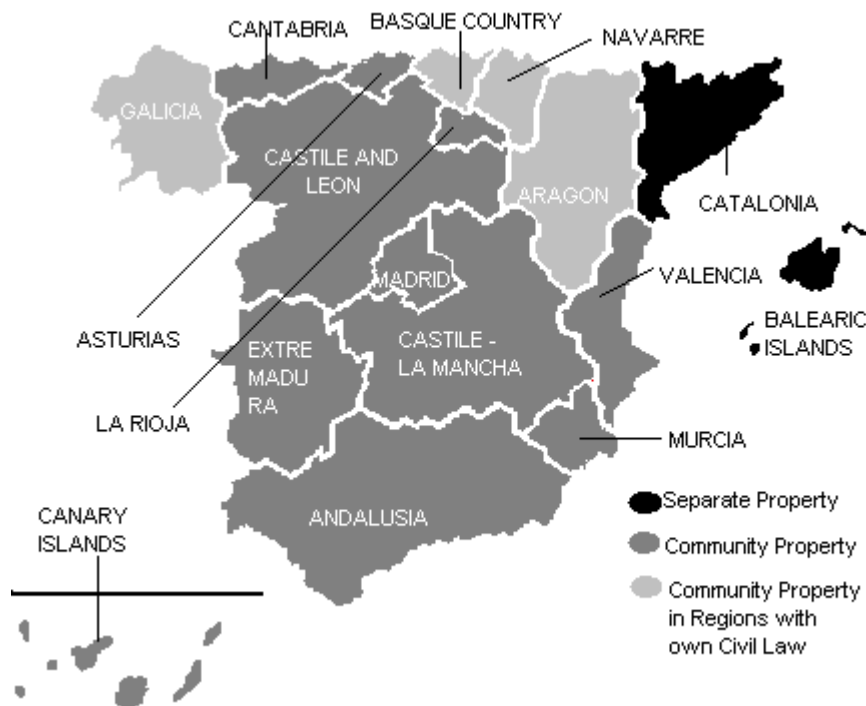 BASQUE COUNTRY
CANTABRIA
NAVARRE
GALICIA
CASTILE AND
LEON
ARAGON
CATALONIA
MADRID
VALENCIA
ASTURIAS
EXTRE
MADU
RA
CASTILE -
LA MANCHA
BALEARIC
ISLANDS
LA RIOJA
MURCIA
ANDALUSIA
CANARY
ISLANDS
Separate Property
Community Property
Community Property
in Regions with
own Civil Law